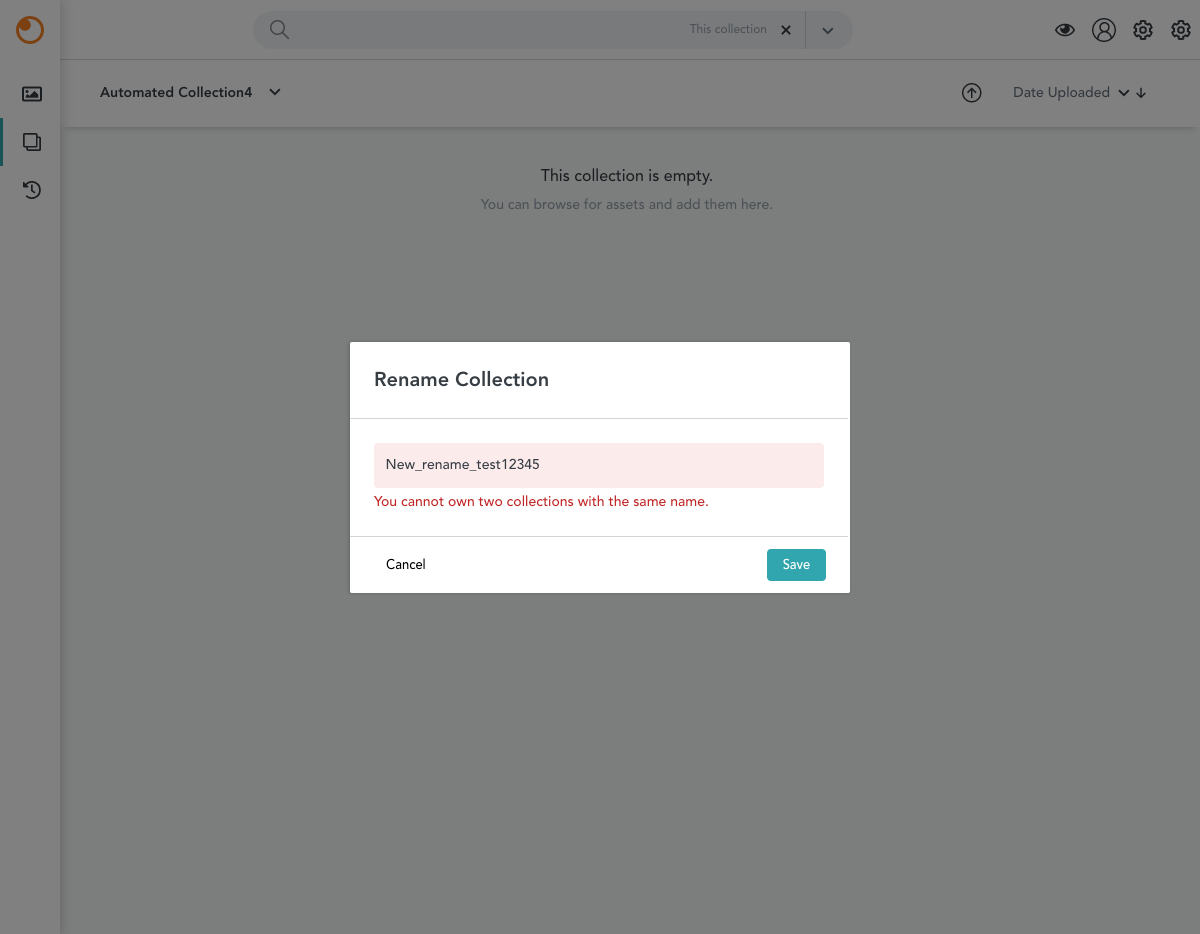 This collection
Automated Collection4
Date Uploaded
This collection is empty.
You can browse for assets and add them here.
Rename Collection
New_rename_test12345
You cannot own two collections with the same name.
Cancel
Save